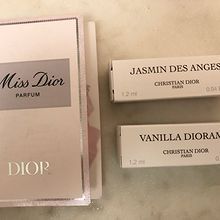 Miss Dior
PARFUM
DIOR
JASMIN DES ANGES
CHRISTIAN DIOR
PARIS
1.2 ml
VANILLA DIORAM
CHRISTIAN DIOR
PARIS
1.2 ml